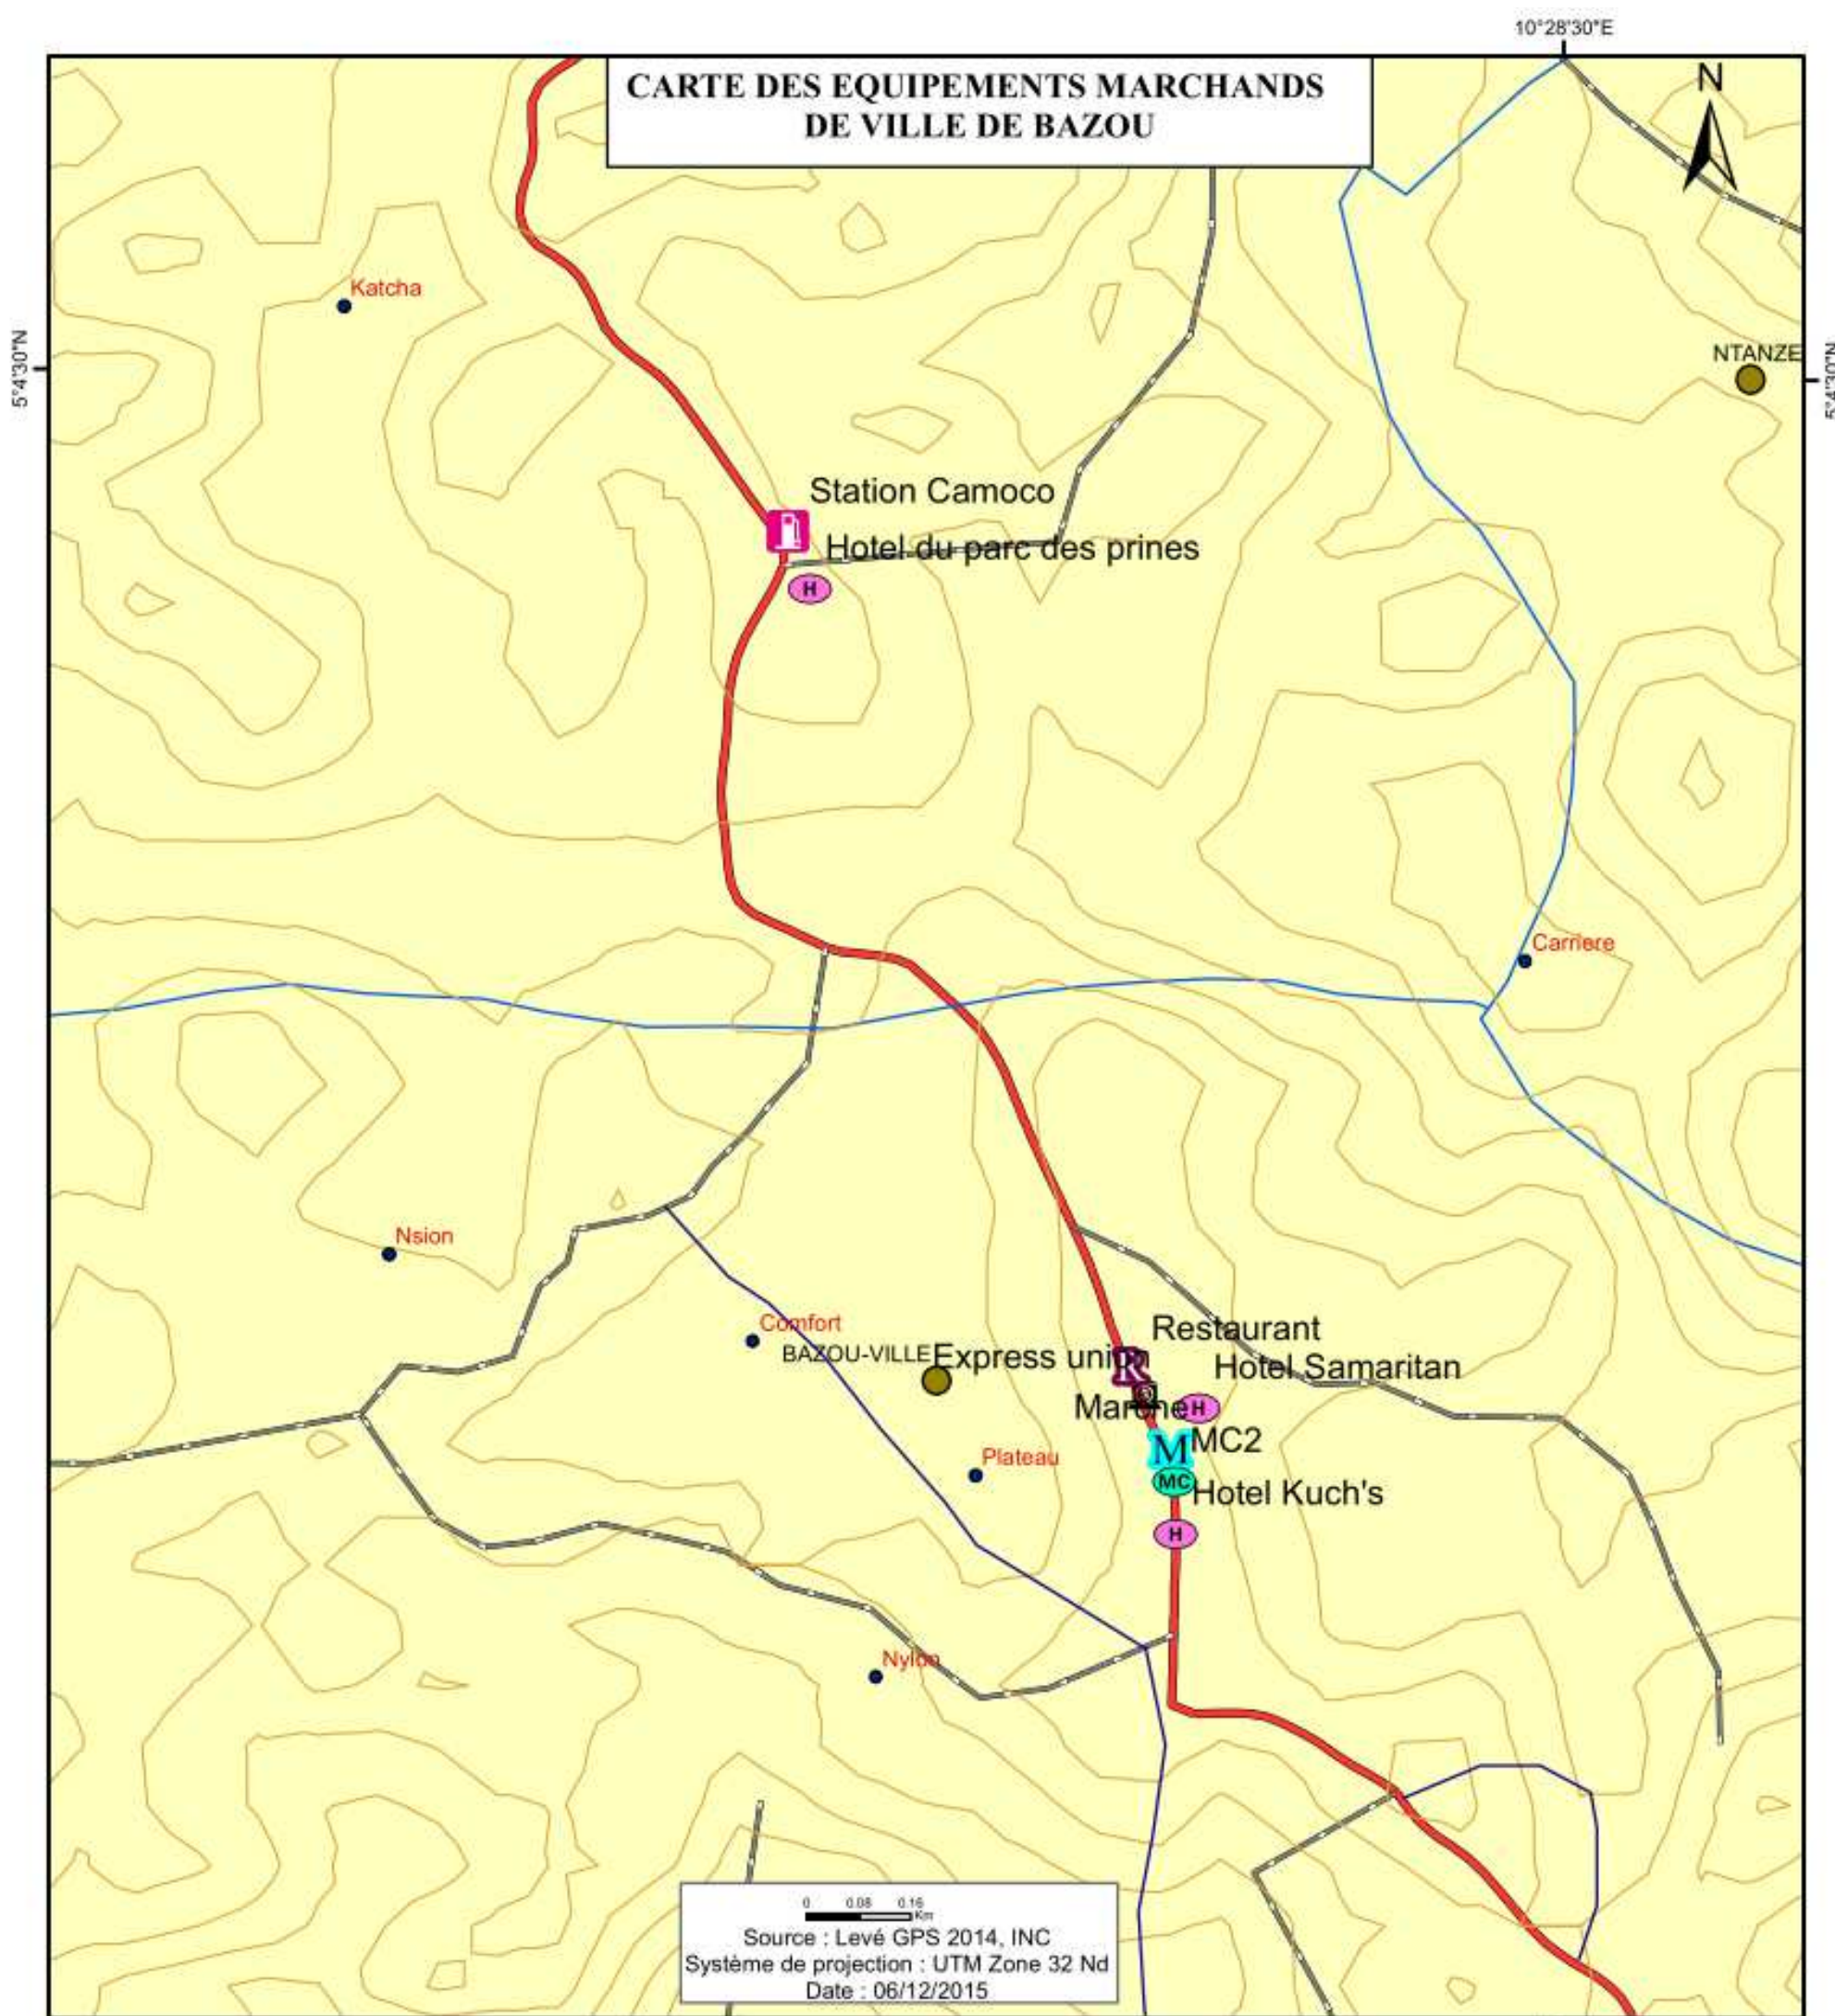 10°28'30"E
CARTE DES EQUIPEMENTS MARCHANDS
DE VILLE DE BAZOU
N
Katcha
5°4'30"N
NTANZE
5°4'30"N
Station Camoco
Hotel du parc des prines
H
Carriere
Nsion
Comfort
BAZOU-VILLE
Express union
Restaurant
R
Hotel Samaritan
Marche
H
M
MC2
MC
Plateau
Hotel Kuch's
H
Nylon
0 0.08 0.16
Km
Source : Levé GPS 2014, INC
Système de projection : UTM Zone 32 Nd
Date : 06/12/2015